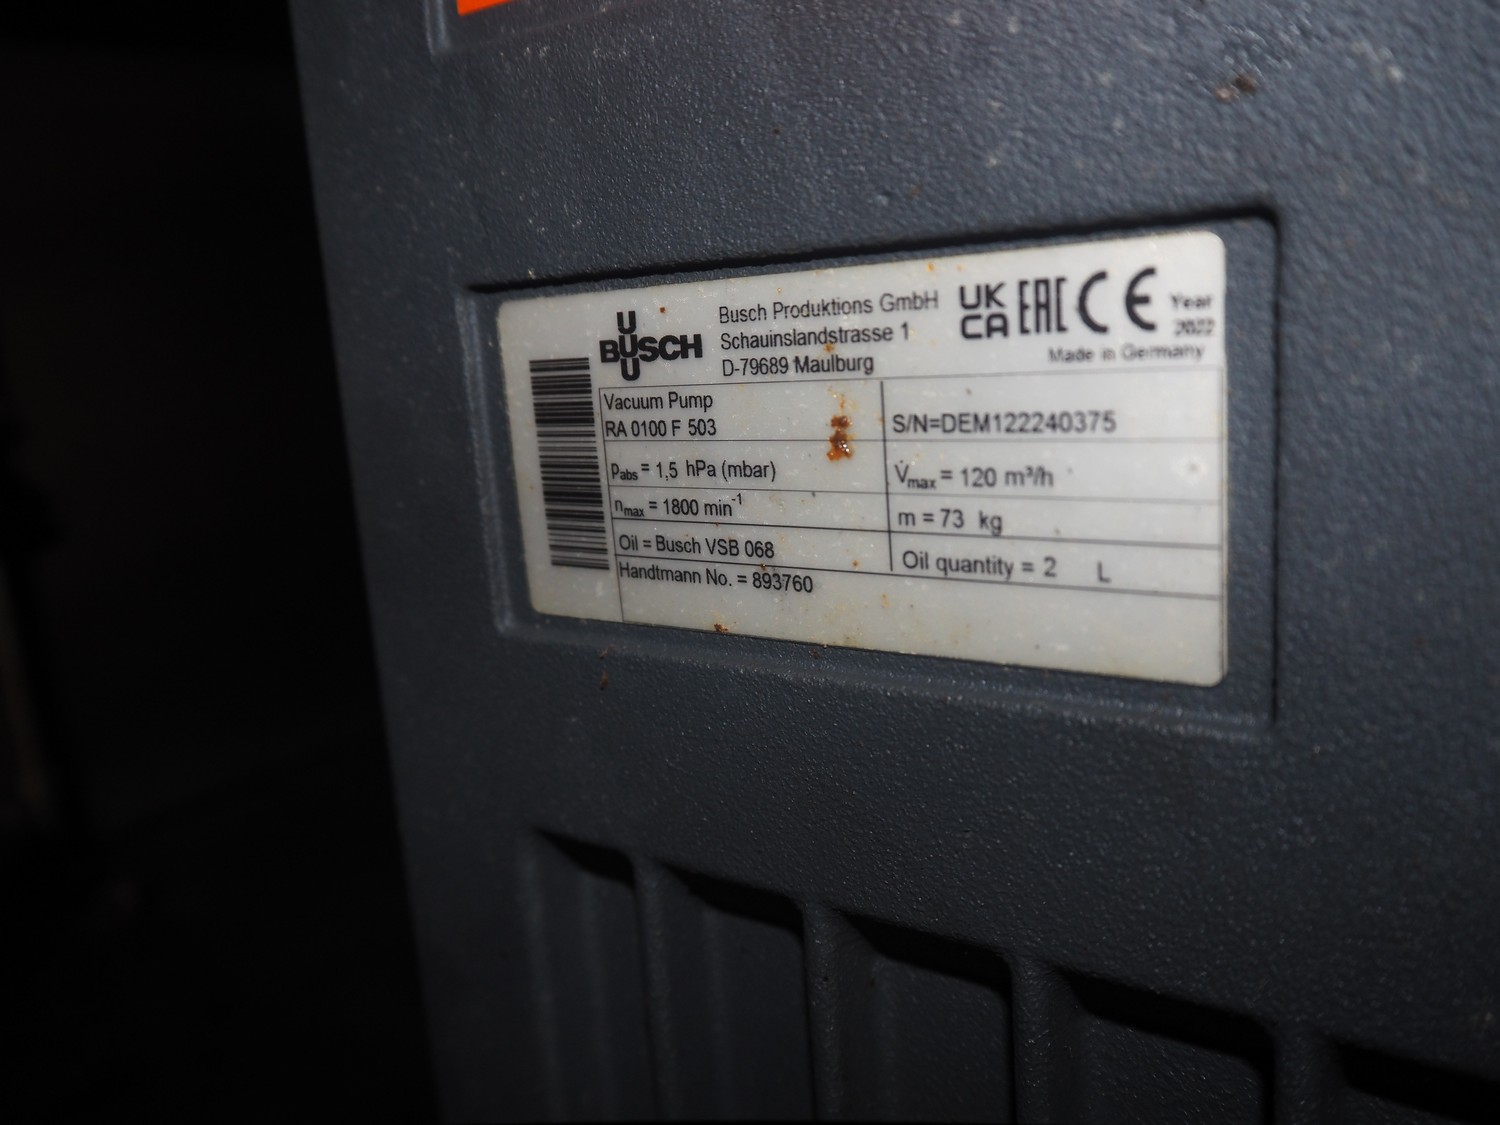 BUSCH
U
U
Busch Produktions GmbH
Schauinslandstrasse 1
D-79689 Maulburg
UK
CA EAC CE
Year
2022
Made in Germany
Vacuum Pump
RA 0100 F 503
S/N=DEM122240375
pabs = 1,5 hPa (mbar)
V̇max = 120 m³/h
nmax = 1800 min⁻¹
m = 73 kg
Oil = Busch VSB 068
Oil quantity = 2 L
Handtmann No. = 893760